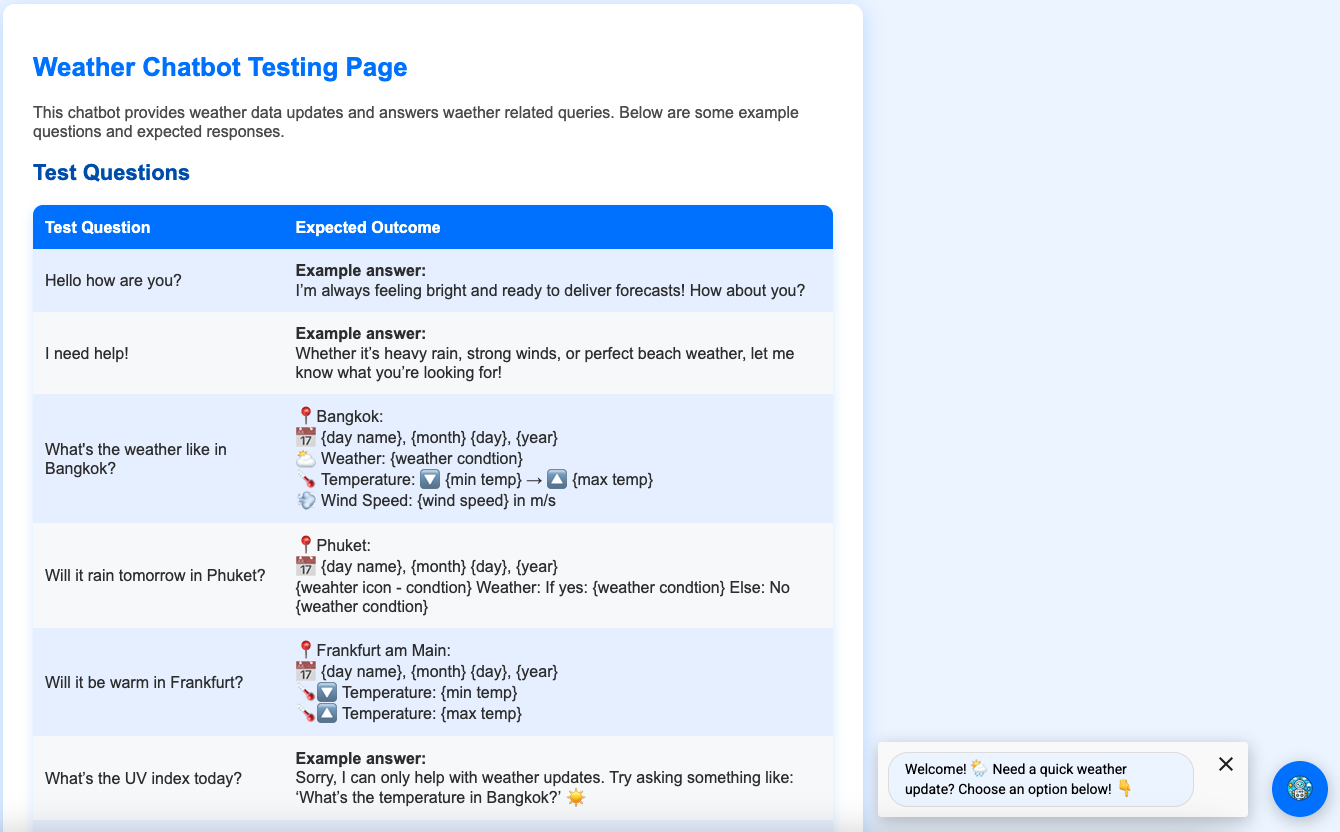 Weather Chatbot Testing Page
This chatbot provides weather data updates and answers waether related queries. Below are some example
questions and expected responses.
Test Questions
Test Question Expected Outcome
Hello how are you?
Example answer:
I’m always feeling bright and ready to deliver forecasts! How about you?
I need help!
Example answer:
Whether it’s heavy rain, strong winds, or perfect beach weather, let me
know what you’re looking for!
What's the weather like in
Bangkok?
📍Bangkok:
📅 {day name}, {month} {day}, {year}
🌥️ Weather: {weather condtion}
🌡️ Temperature: 🔽 {min temp} → 🔼 {max temp}
💨 Wind Speed: {wind speed} in m/s
Will it rain tomorrow in Phuket?
📍Phuket:
📅 {day name}, {month} {day}, {year}
{weahter icon - condtion} Weather: If yes: {weather condtion} Else: No
{weather condtion}
Will it be warm in Frankfurt?
📍Frankfurt am Main:
📅 {day name}, {month} {day}, {year}
🌡️🔽 Temperature: {min temp}
🌡️🔼 Temperature: {max temp}
What’s the UV index today?
Example answer:
Sorry, I can only help with weather updates. Try asking something like:
‘What’s the temperature in Bangkok?’ ☀️
Welcome! 🌦️ Need a quick weather
update? Choose an option below! 👇